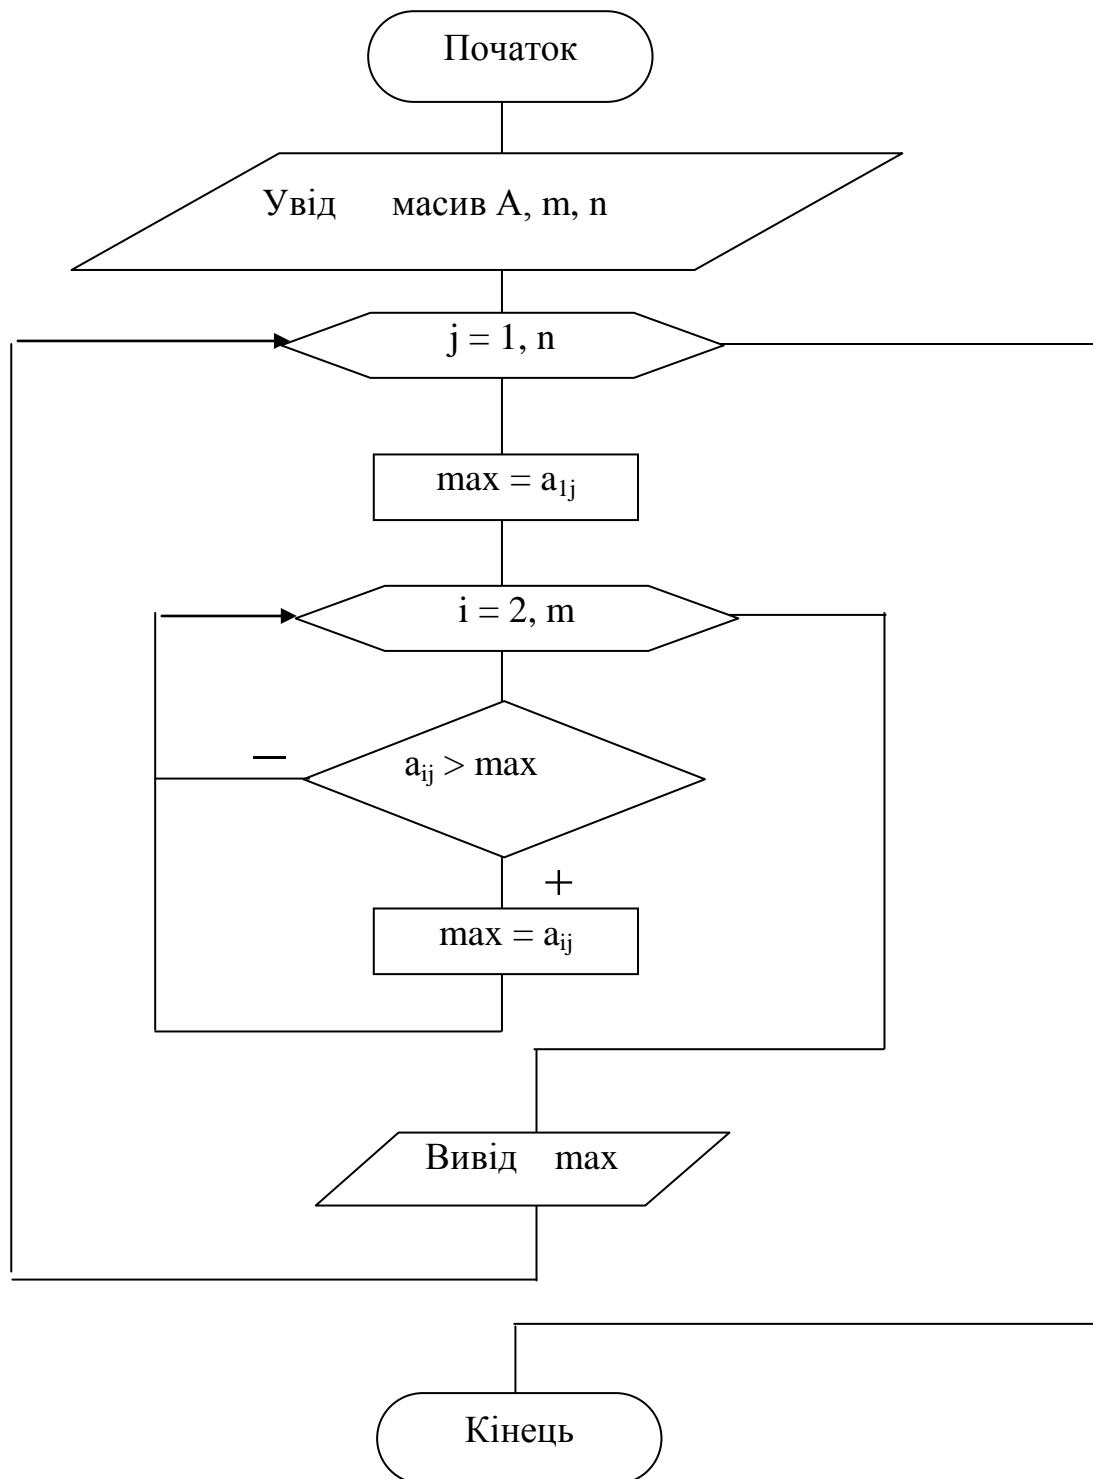 Початок
Увід масив A, m, n
j = 1, n
max = a₁ⱼ
i = 2, m
aᵢⱼ > max
—
+
max = aᵢⱼ
Вивід max
Кінець